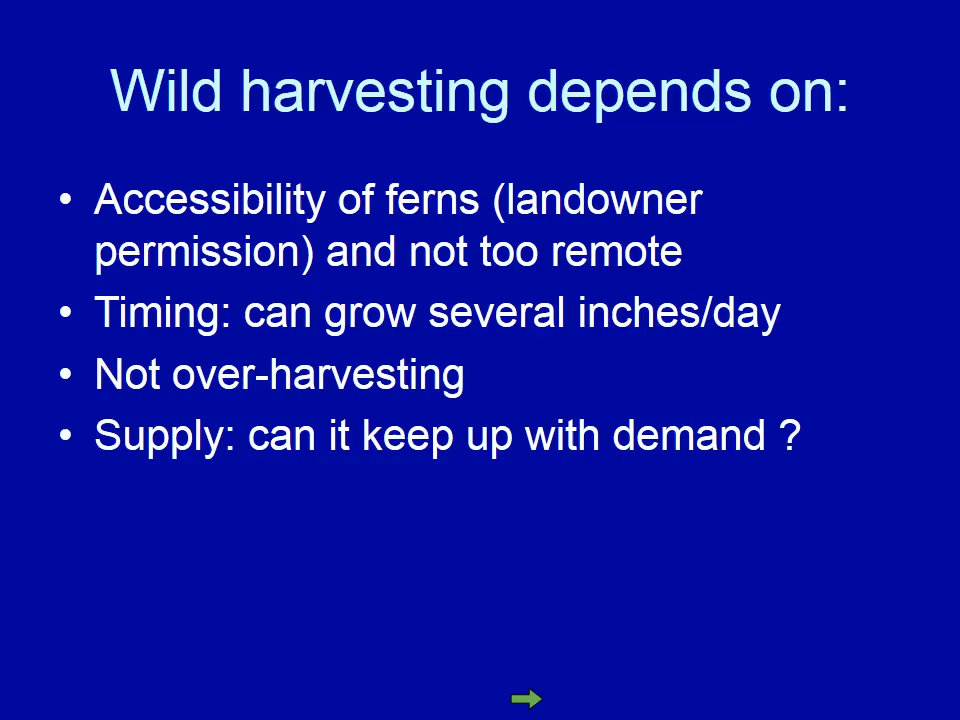 Wild harvesting depends on:
• Accessibility of ferns (landowner
permission) and not too remote
• Timing: can grow several inches/day
• Not over-harvesting
• Supply: can it keep up with demand ?